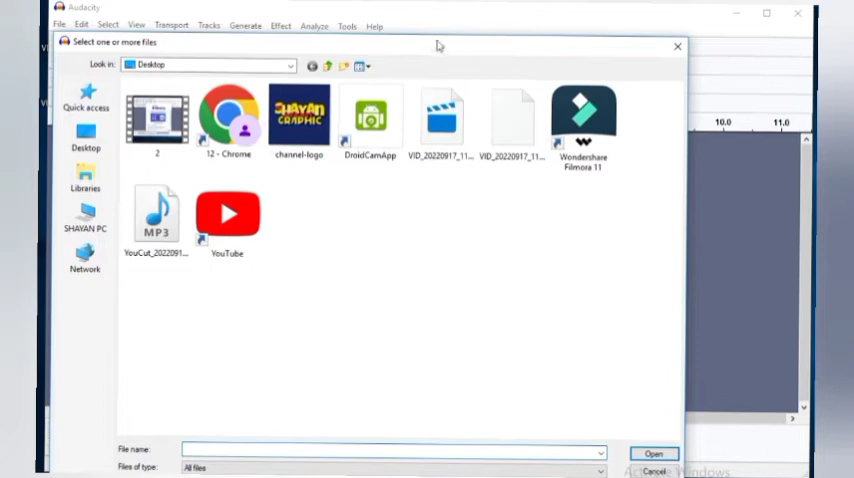 Audacity
File Edit Select View Transport Tracks Generate Effect Analyze Tools Help
Select one or more files
Look in: Desktop
10.0 11.0
Quick access
Desktop
Libraries
SHAYAN PC
Network
2
12 - Chrome
SHAYAN
GRAPHIC
channel-logo
DroidCamApp
VID_20220917_11...
VID_20220917_11...
Wondershare
Filmora 11
MP3
YouCut_2022091...
YouTube
File name:
Open
Files of type: All files
Cancel
Activate Windows